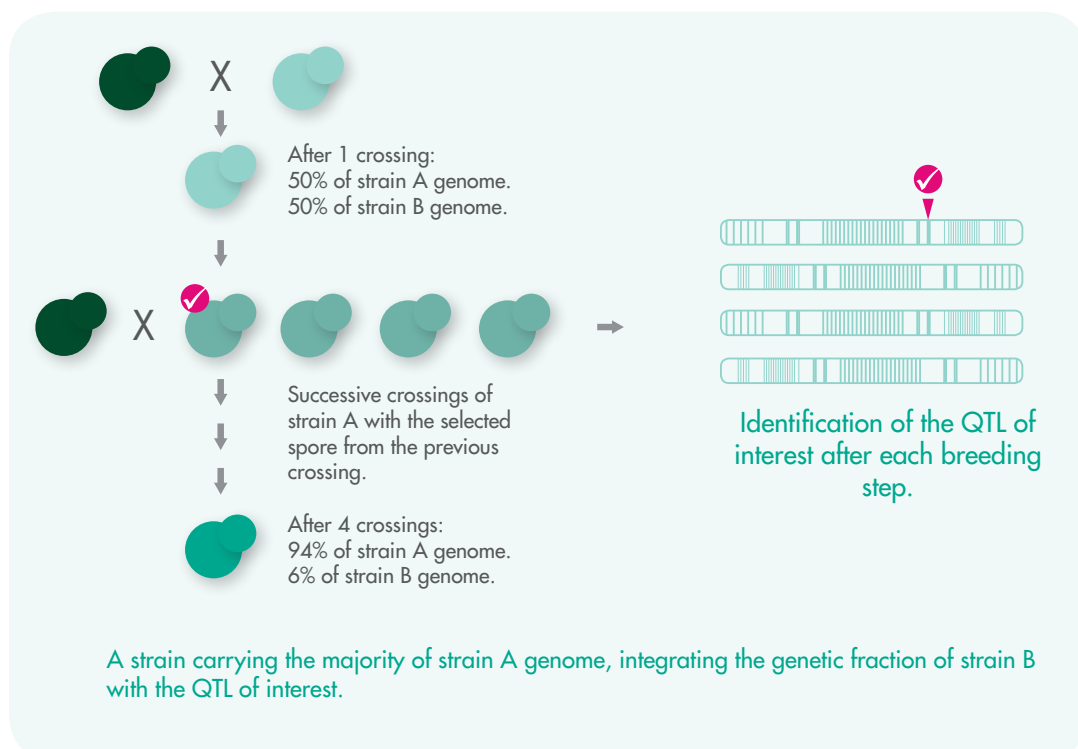 X
After 1 crossing:
50% of strain A genome.
50% of strain B genome.
X
Successive crossings of
strain A with the selected
spore from the previous
crossing.
After 4 crossings:
94% of strain A genome.
6% of strain B genome.
Identification of the QTL of
interest after each breeding
step.
A strain carrying the majority of strain A genome, integrating the genetic fraction of strain B
with the QTL of interest.